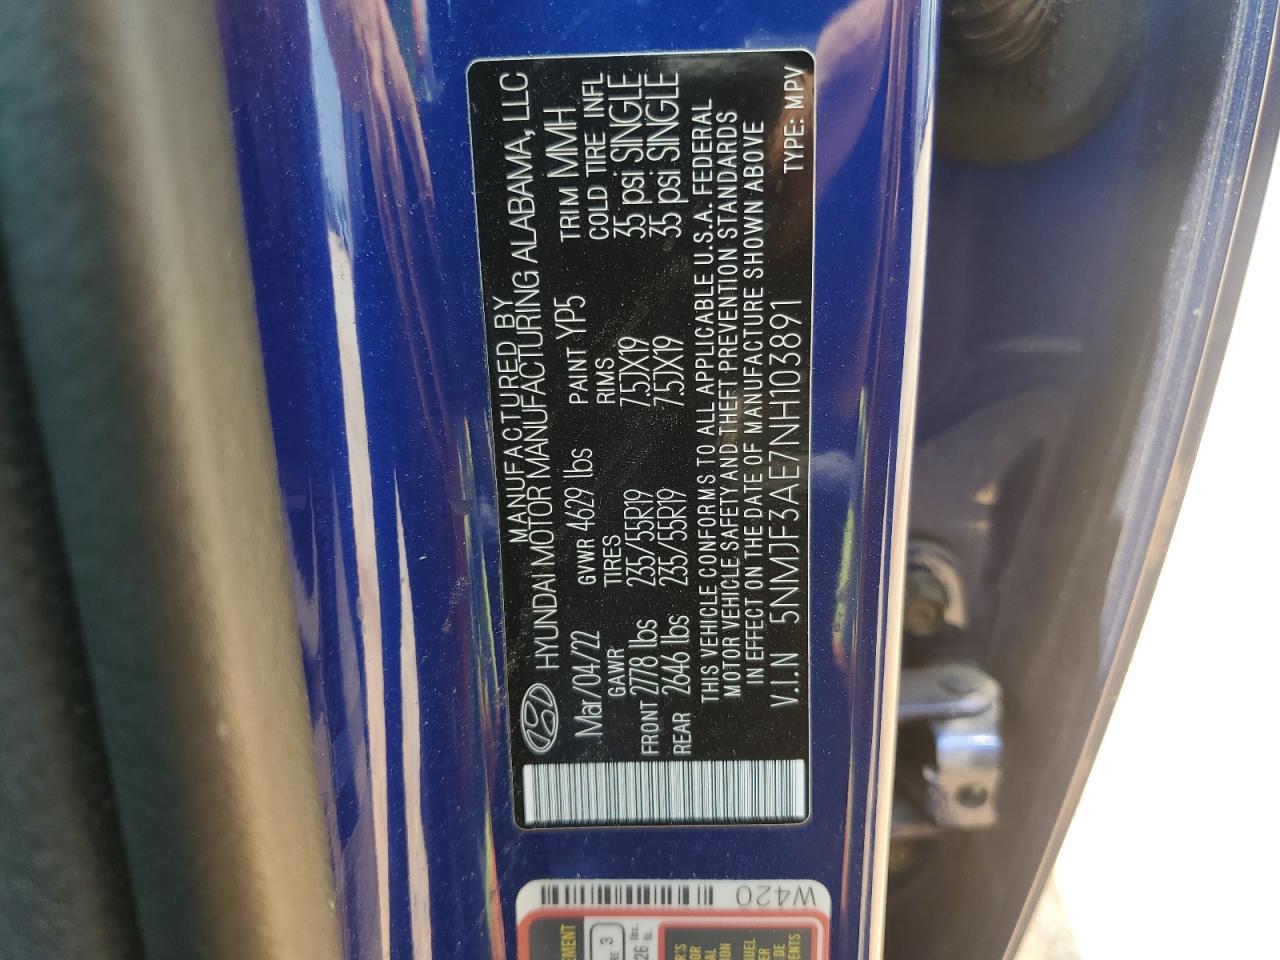 MANUFACTURED BY
HYUNDAI MOTOR MANUFACTURING ALABAMA, LLC
Mar/04/22 GVWR 4629 lbs PAINT YP5 TRIM MMH
GAWR TIRES RIMS COLD TIRE INFL
FRONT 2778 lbs 235/55R19 7.5JX19 35 psi SINGLE
REAR 2646 lbs 235/55R19 7.5JX19 35 psi SINGLE
THIS VEHICLE CONFORMS TO ALL APPLICABLE U.S.A. FEDERAL
MOTOR VEHICLE SAFETY AND THEFT PREVENTION STANDARDS
IN EFFECT ON THE DATE OF MANUFACTURE SHOWN ABOVE
V.I.N 5NMJF3AE7NH103891 TYPE: MPV
W420
3
lbs.
lb.